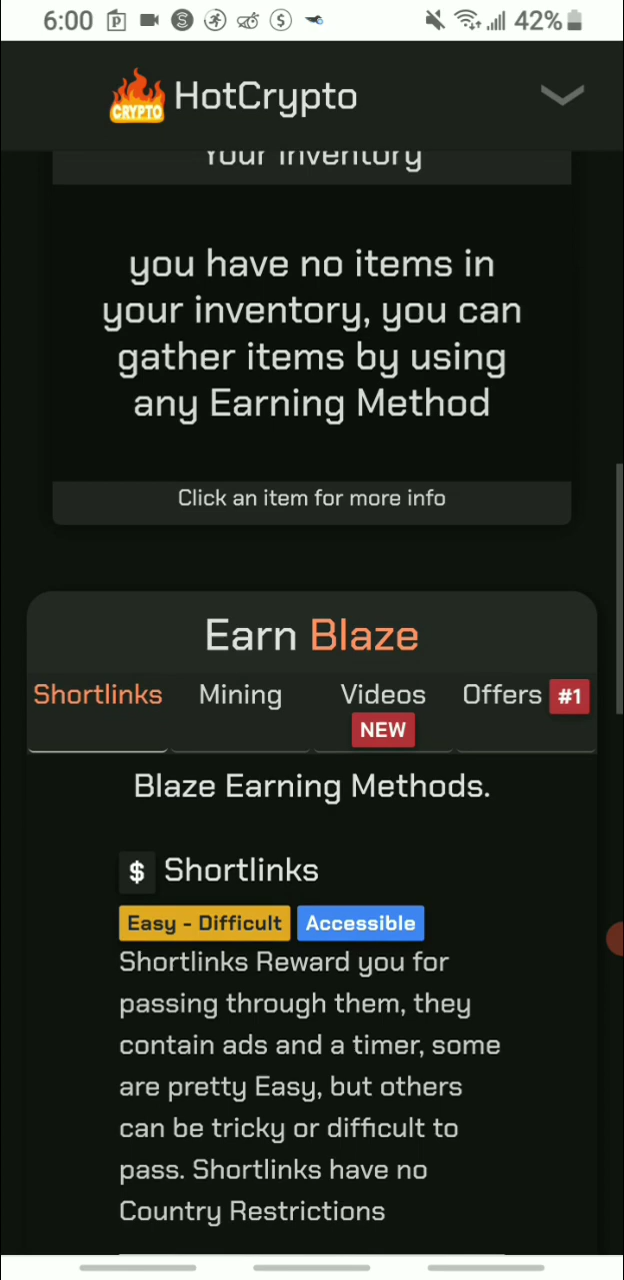 6:00 42%
CRYPTO HotCrypto
Your Inventory
you have no items in
your inventory, you can
gather items by using
any Earning Method
Click an item for more info
Earn Blaze
Shortlinks Mining Videos Offers #1
NEW
Blaze Earning Methods.
$ Shortlinks
Easy - Difficult Accessible
Shortlinks Reward you for
passing through them, they
contain ads and a timer, some
are pretty Easy, but others
can be tricky or difficult to
pass. Shortlinks have no
Country Restrictions